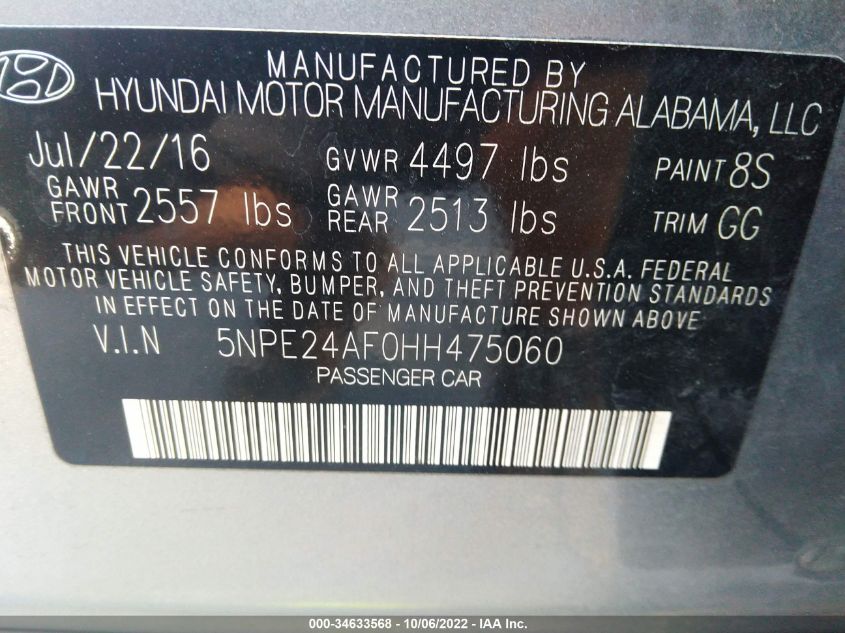 MANUFACTURED BY
HYUNDAI MOTOR MANUFACTURING ALABAMA, LLC
Jul/22/16 GVWR 4497 lbs PAINT 8S
GAWR FRONT 2557 lbs GAWR REAR 2513 lbs TRIM GG
THIS VEHICLE CONFORMS TO ALL APPLICABLE U.S.A. FEDERAL
MOTOR VEHICLE SAFETY, BUMPER, AND THEFT PREVENTION STANDARDS
IN EFFECT ON THE DATE OF MANUFACTURE SHOWN ABOVE
V.I.N 5NPE24AF0HH475060
PASSENGER CAR
000-34633568 - 10/06/2022 - IAA Inc.